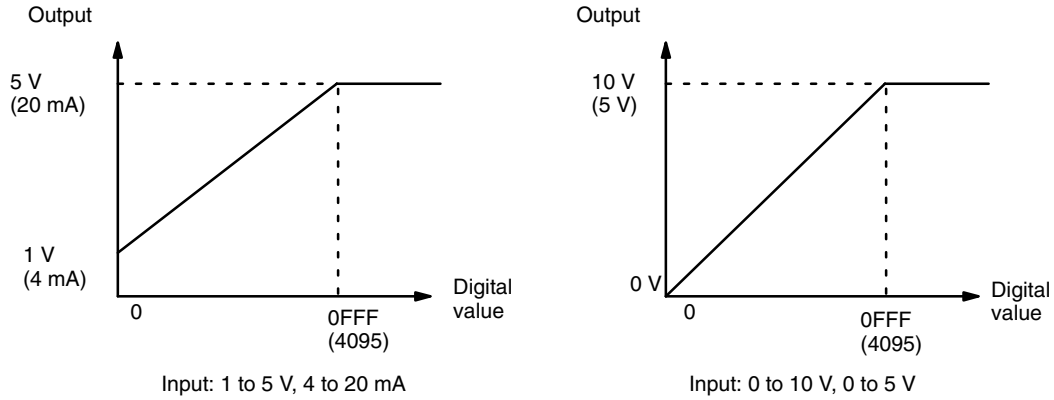 Output
5 V
(20 mA)
1 V
(4 mA)
0
0FFF
(4095)
Digital
value
Input: 1 to 5 V, 4 to 20 mA
Output
10 V
(5 V)
0 V
0
0FFF
(4095)
Digital
value
Input: 0 to 10 V, 0 to 5 V